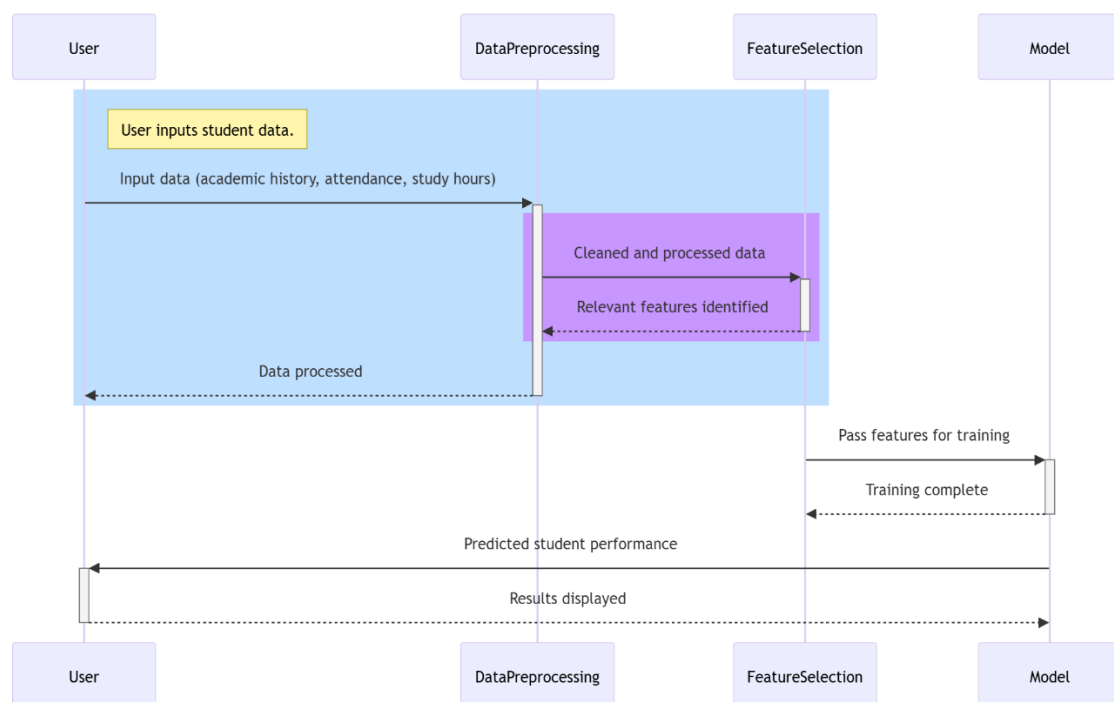 User
DataPreprocessing
FeatureSelection
Model
User inputs student data.
Input data (academic history, attendance, study hours)
Cleaned and processed data
Relevant features identified
Data processed
Pass features for training
Training complete
Predicted student performance
Results displayed
User
DataPreprocessing
FeatureSelection
Model